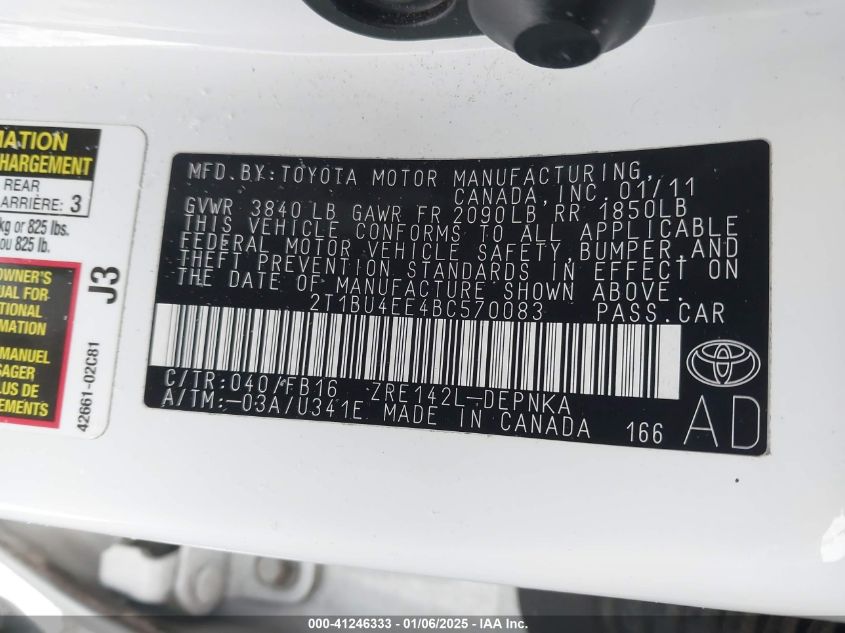 MATION
CHARGEMENT
REAR
ARRIÈRE: 3
kg or 825 lbs.
ou 825 lb.
OWNER'S
UAL FOR
TIONAL
MATION
MANUEL
SAGER
LUS DE
EMENTS
J3
42661-02C81
MFD.BY:TOYOTA MOTOR MANUFACTURING,
CANADA,INC. 01/11
GVWR 3840 LB GAWR FR 2090LB RR 1850LB
THIS VEHICLE CONFORMS TO ALL APPLICABLE
FEDERAL MOTOR VEHICLE SAFETY,BUMPER,AND
THEFT PREVENTION STANDARDS IN EFFECT ON
THE DATE OF MANUFACTURE SHOWN ABOVE.
2T1BU4EE4BC570083 PASS.CAR
C/TR:040/FB16 ZRE142L-DEPNKA
A/TM:-03A/U341E MADE IN CANADA 166 AD
000-41246333 - 01/06/2025 - IAA Inc.